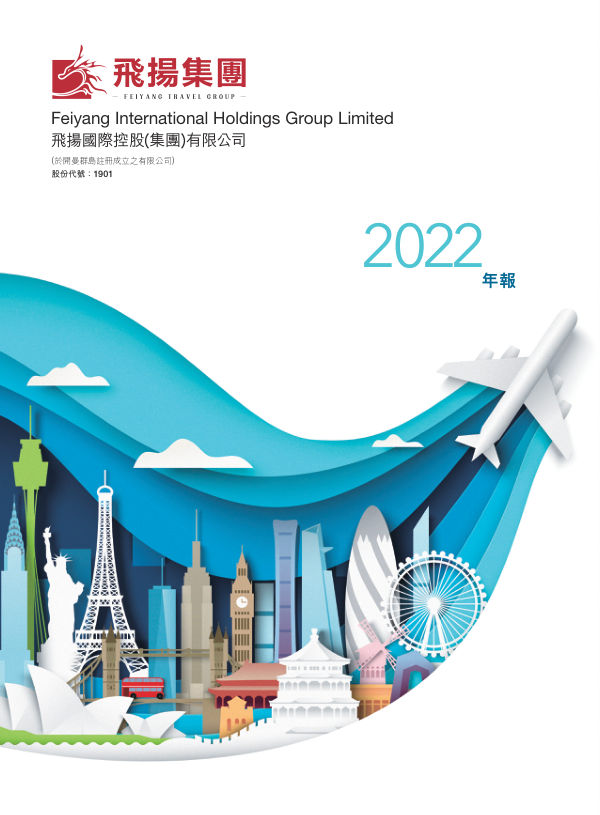 飛揚集團
FEIYANG TRAVEL GROUP
Feiyang International Holdings Group Limited
飛揚國際控股(集團)有限公司
(於開曼群島註冊成立之有限公司)
股份代號：1901
2022
年報